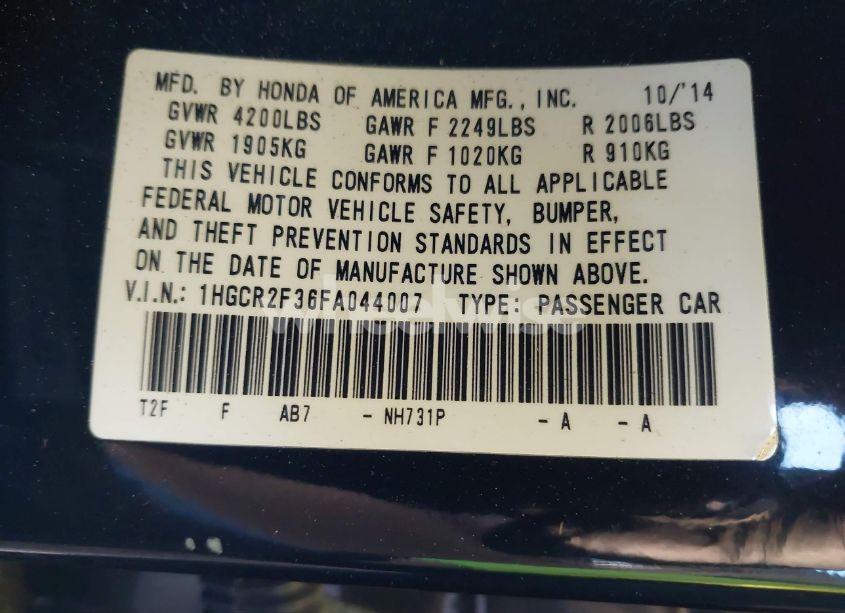 MFD. BY HONDA OF AMERICA MFG., INC. 10/'14
GVWR 4200LBS GAWR F 2249LBS R 2006LBS
GVWR 1905KG GAWR F 1020KG R 910KG
THIS VEHICLE CONFORMS TO ALL APPLICABLE
FEDERAL MOTOR VEHICLE SAFETY, BUMPER,
AND THEFT PREVENTION STANDARDS IN EFFECT
ON THE DATE OF MANUFACTURE SHOWN ABOVE.
V.I.N.: 1HGCR2F36FA044007 TYPE: PASSENGER CAR
wheelwise
T2F F AB7 - NH731P - A - A